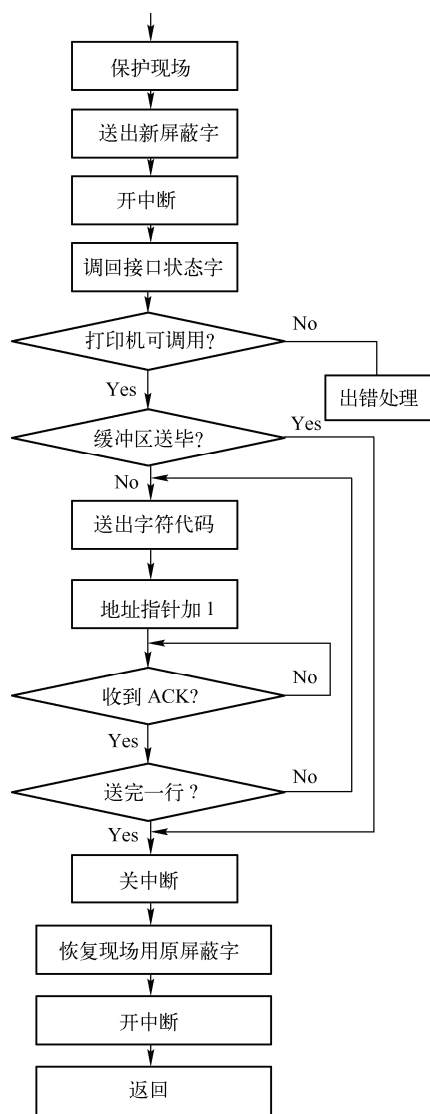 保护现场
送出新屏蔽字
开中断
调回接口状态字
打印机可调用?
No
出错处理
Yes
缓冲区送毕?
Yes
No
送出字符代码
地址指针加 1
收到 ACK?
No
Yes
送完一行?
No
Yes
关中断
恢复现场用原屏蔽字
开中断
返回